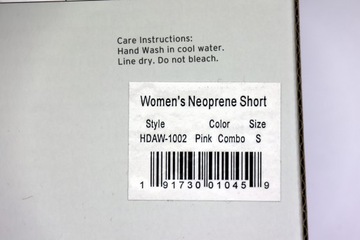 Care Instructions:
Hand Wash in cool water.
Line dry. Do not bleach.
Women's Neoprene Short
Style Color Size
HDAW-1002 Pink Combo S
1 91730 01045 9